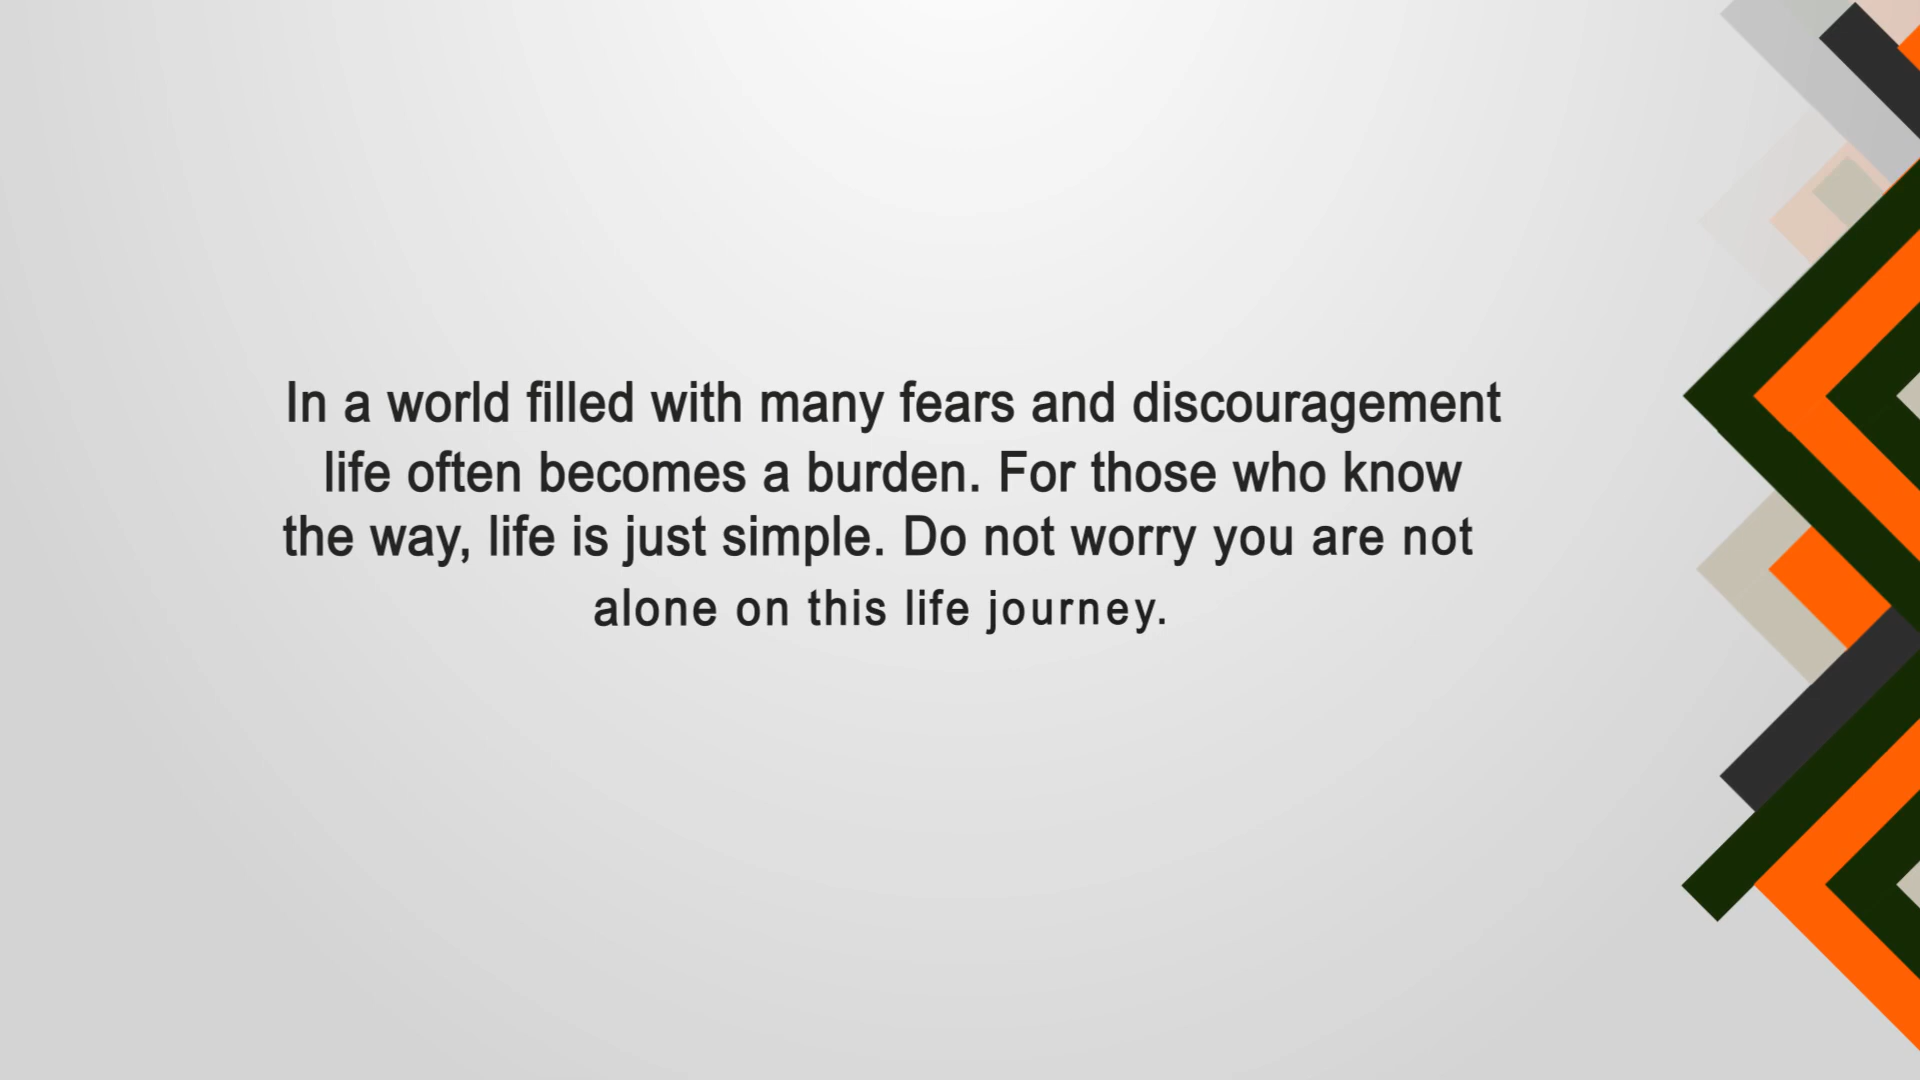 In a world filled with many fears and discouragement
life often becomes a burden. For those who know
the way, life is just simple. Do not worry you are not
alone on this life journey.